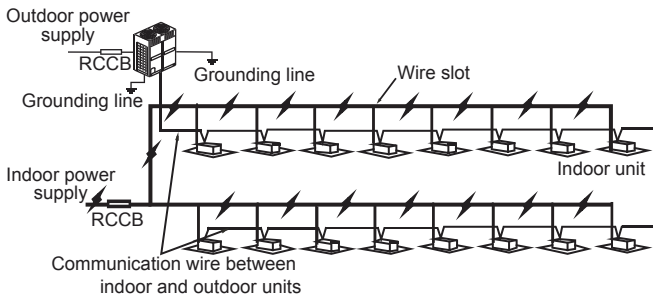 Outdoor power
supply
RCCB
Grounding line
Grounding line
Wire slot
Indoor unit
Indoor power
supply
RCCB
Communication wire between
indoor and outdoor units